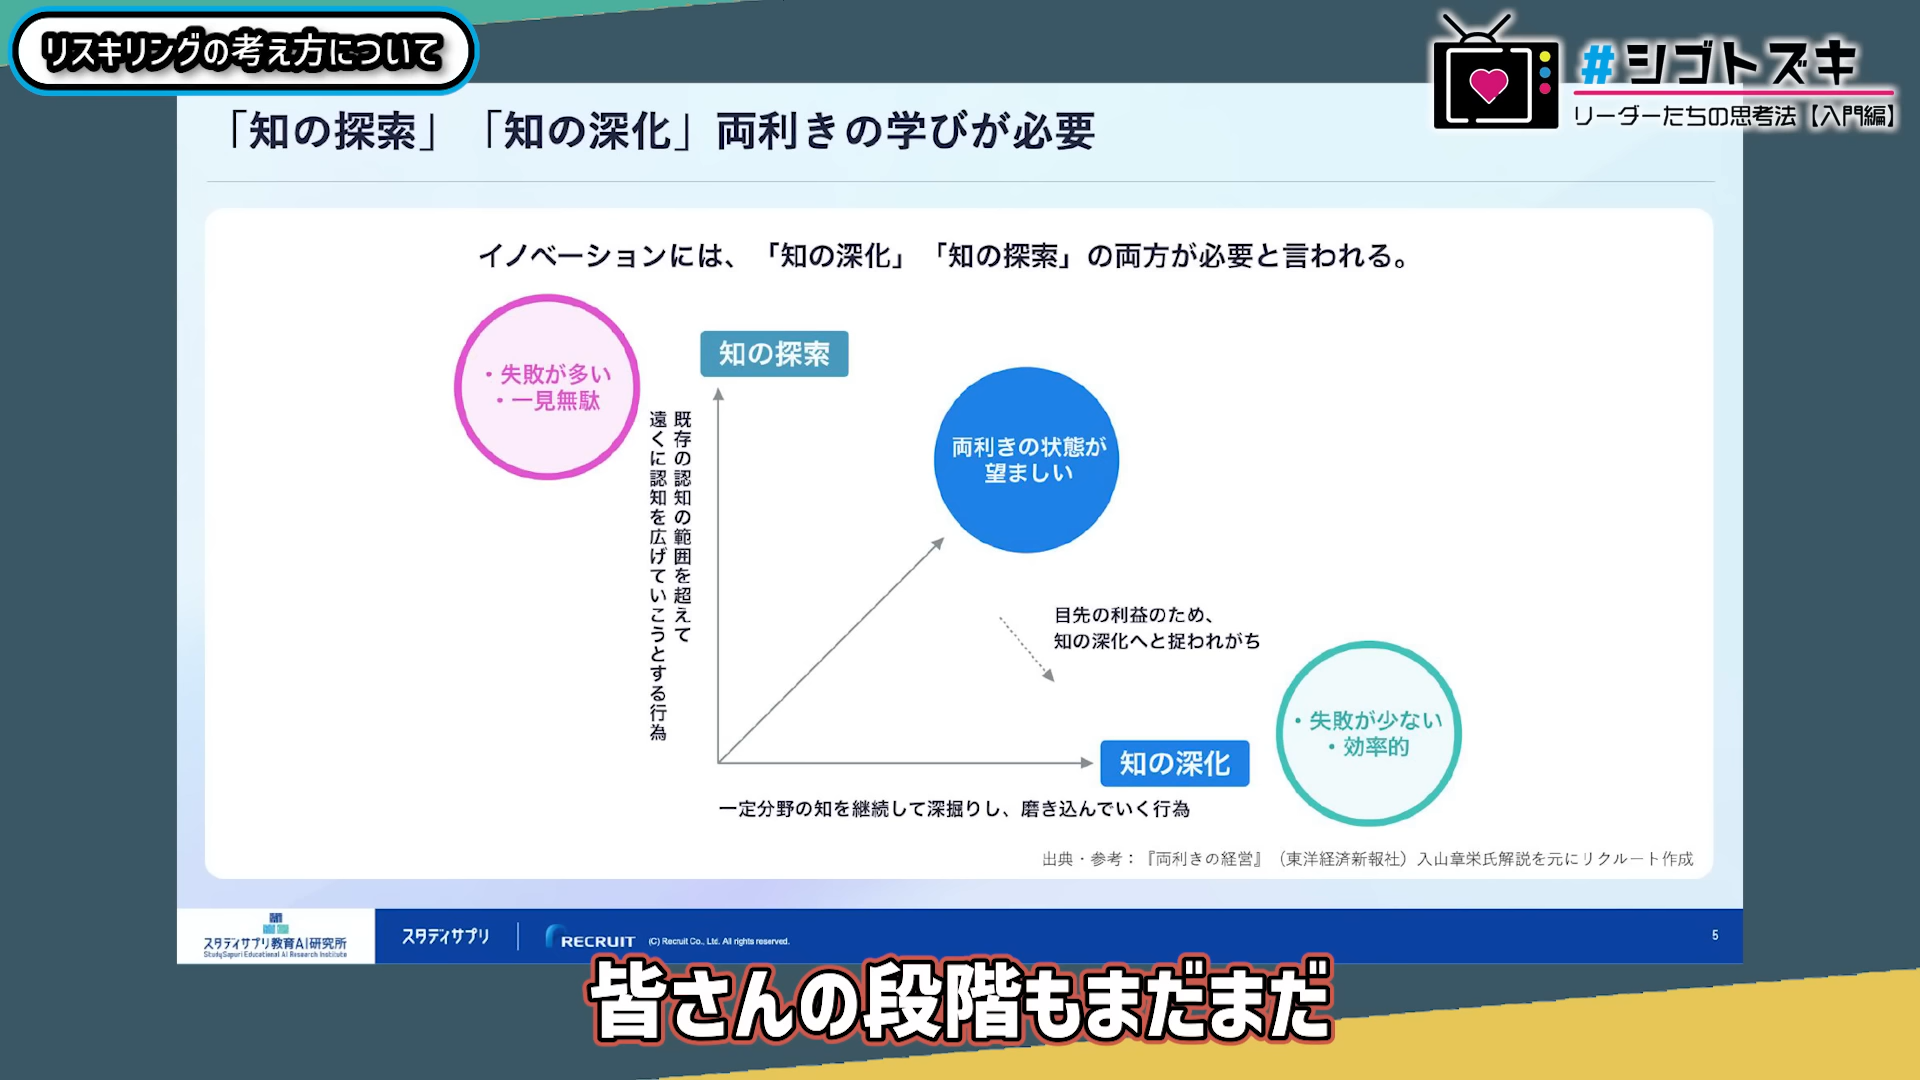 リスキリングの考え方について
#シゴトズキ
リーダーたちの思考法【入門編】
「知の探索」「知の深化」両利きの学びが必要
イノベーションには、「知の深化」「知の探索」の両方が必要と言われる。
・失敗が多い
・一見無駄
知の探索
既存の認知の範囲を超えて
遠くに認知を広げていこうとする行為
両利きの状態が
望ましい
目先の利益のため、
知の深化へと捉われがち
・失敗が少ない
・効率的
知の深化
一定分野の知を継続して深掘りし、磨き込んでいく行為
出典・参考：『両利きの経営』（東洋経済新報社）入山章栄氏解説を元にリクルート作成
スタディサプリ教育AI研究所
StudySapuri Educational AI Research Institute
スタディサプリ
RECRUIT
(C) Recruit Co., Ltd. All rights reserved.
5
皆さんの段階もまだまだ